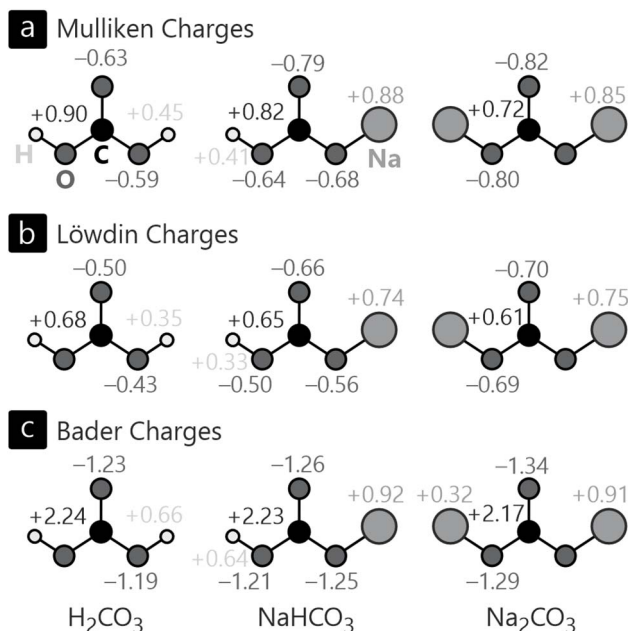 a Mulliken Charges
−0.63 −0.79 −0.82
+0.90 +0.45 +0.82 +0.88 +0.72 +0.85
H O C −0.59 +0.41 −0.64 −0.68 Na −0.80
b Löwdin Charges
−0.50 −0.66 −0.70
+0.68 +0.35 +0.65 +0.74 +0.61 +0.75
−0.43 +0.33 −0.50 −0.56 −0.69
c Bader Charges
−1.23 −1.26 −1.34
+2.24 +0.66 +2.23 +0.92 +0.32 +2.17 +0.91
−1.19 +0.64 −1.21 −1.25 −1.29
H₂CO₃ NaHCO₃ Na₂CO₃